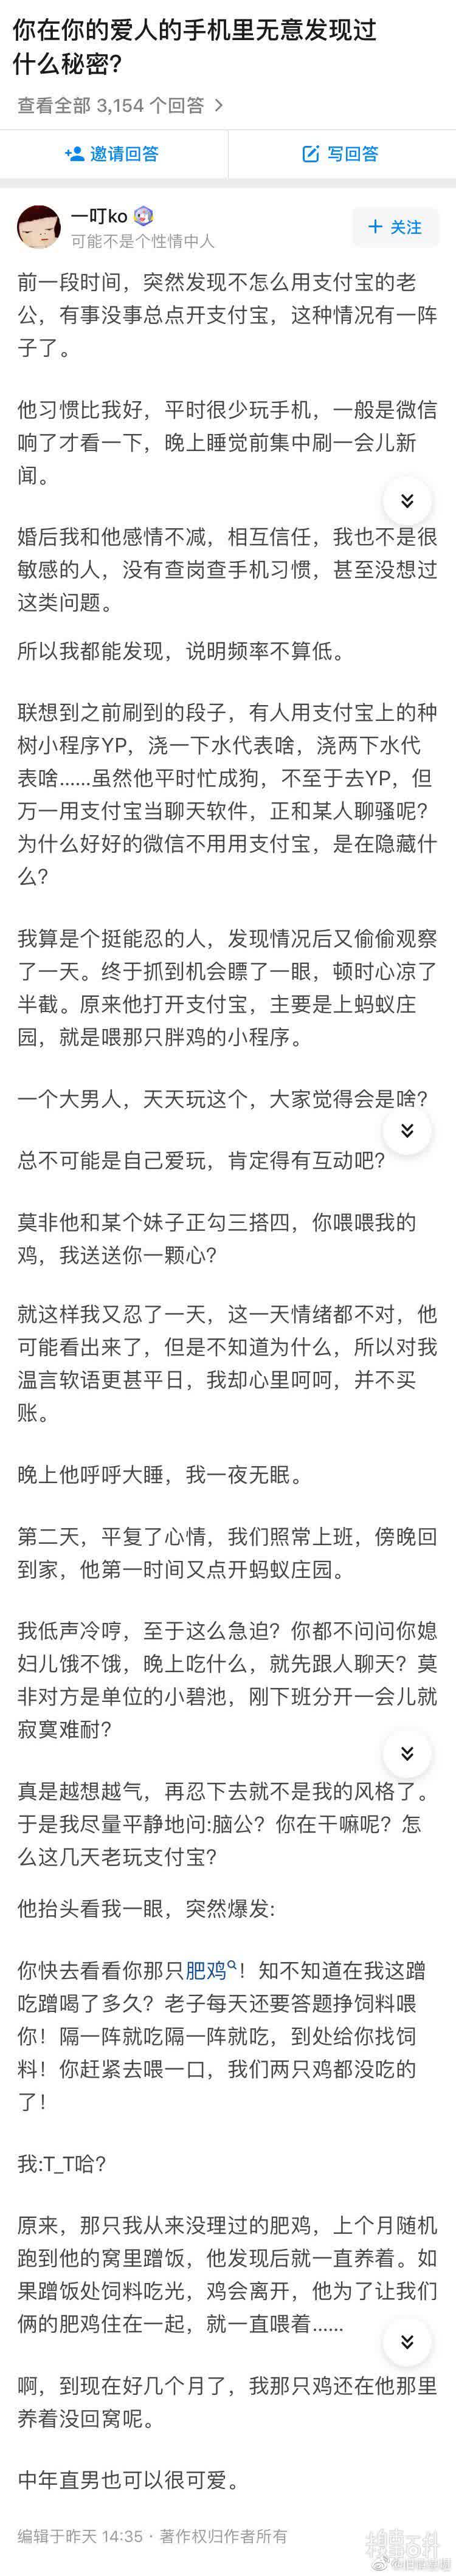 你在你的爱人的手机里无意发现过
什么秘密?
查看全部 3,154 个回答
邀请回答
写回答
一叮ko
可能不是个性情中人
+ 关注
前一段时间，突然发现不怎么用支付宝的老
公，有事没事总点开支付宝，这种情况有一阵
子了。
他习惯比我好，平时很少玩手机，一般是微信
响了才看一下，晚上睡觉前集中刷一会儿新
闻。
婚后我和他感情不减，相互信任，我也不是很
敏感的人，没有查岗查手机习惯，甚至没想过
这类问题。
所以我都能发现，说明频率不算低。
联想到之前刷到的段子，有人用支付宝上的种
树小程序YP，浇一下水代表啥，浇两下水代
表啥……虽然他平时忙成狗，不至于去YP，但
万一用支付宝当聊天软件，正和某人聊骚呢?
为什么好好的微信不用用支付宝，是在隐藏什
么?
我算是个挺能忍的人，发现情况后又偷偷观察
了一天。终于抓到机会瞟了一眼，顿时心凉了
半截。原来他打开支付宝，主要是上蚂蚁庄
园，就是喂那只胖鸡的小程序。
一个大男人，天天玩这个，大家觉得会是啥?
总不可能是自己爱玩，肯定得有互动吧?
莫非他和某个妹子正勾三搭四，你喂喂我的
鸡，我送送你一颗心?
就这样我又忍了一天，这一天情绪都不对，他
可能看出来了，但是不知道为什么，所以对我
温言软语更甚平日，我却心里呵呵，并不买
账。
晚上他呼呼大睡，我一夜无眠。
第二天，平复了心情，我们照常上班，傍晚回
到家，他第一时间又点开蚂蚁庄园。
我低声冷哼，至于这么急迫? 你都不问问你媳
妇儿饿不饿，晚上吃什么，就先跟人聊天? 莫
非对方是单位的小碧池，刚下班分开一会儿就
寂寞难耐?
真是越想越气，再忍下去就不是我的风格了。
于是我尽量平静地问:脑公? 你在干嘛呢? 怎
么这几天老玩支付宝?
他抬头看我一眼，突然爆发:
你快去看看你那只肥鸡! 知不知道在我这蹭
吃蹭喝了多久? 老子每天还要答题挣饲料喂
你! 隔一阵就吃隔一阵就吃，到处给你找饲
料! 你赶紧去喂一口，我们两只鸡都没吃的
了!
我:T_T哈?
原来，那只我从来没理过的肥鸡，上个月随机
跑到他的窝里蹭饭，他发现后就一直养着。如
果蹭饭处饲料吃光，鸡会离开，他为了让我们
俩的肥鸡住在一起，就一直喂着……
啊，到现在好几个月了，我那只鸡还在他那里
养着没回窝呢。
中年直男也可以很可爱。
编辑于昨天 14:35 · 著作权归作者所有